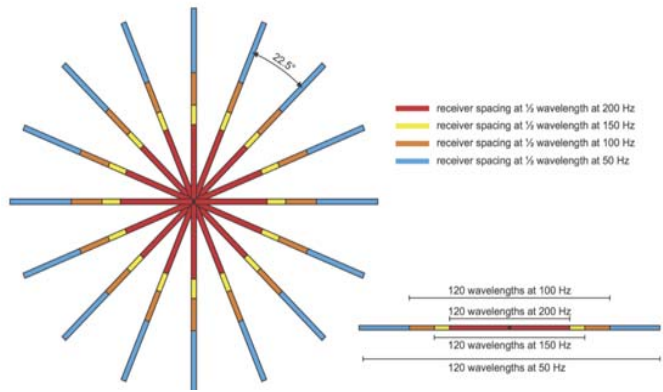 22.5°
receiver spacing at ½ wavelength at 200 Hz
receiver spacing at ½ wavelength at 150 Hz
receiver spacing at ½ wavelength at 100 Hz
receiver spacing at ½ wavelength at 50 Hz
120 wavelengths at 100 Hz
120 wavelengths at 200 Hz
120 wavelengths at 150 Hz
120 wavelengths at 50 Hz